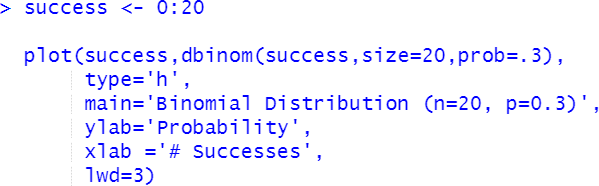 > success <- 0:20
plot(success,dbinom(success,size=20,prob=.3),
type='h',
main='Binomial Distribution (n=20, p=0.3)',
ylab='Probability',
xlab ='# Successes',
lwd=3)